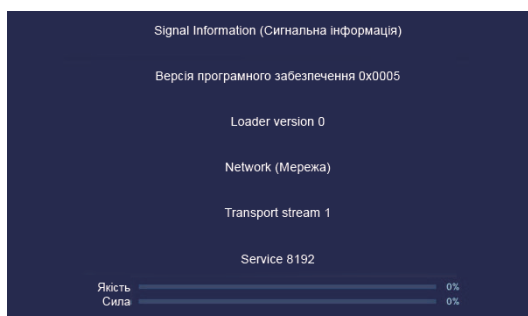 Signal Information (Сигнальна інформація)
Версія програмного забезпечення 0x0005
Loader version 0
Network (Мережа)
Transport stream 1
Service 8192
Якість 0%
Сила 0%